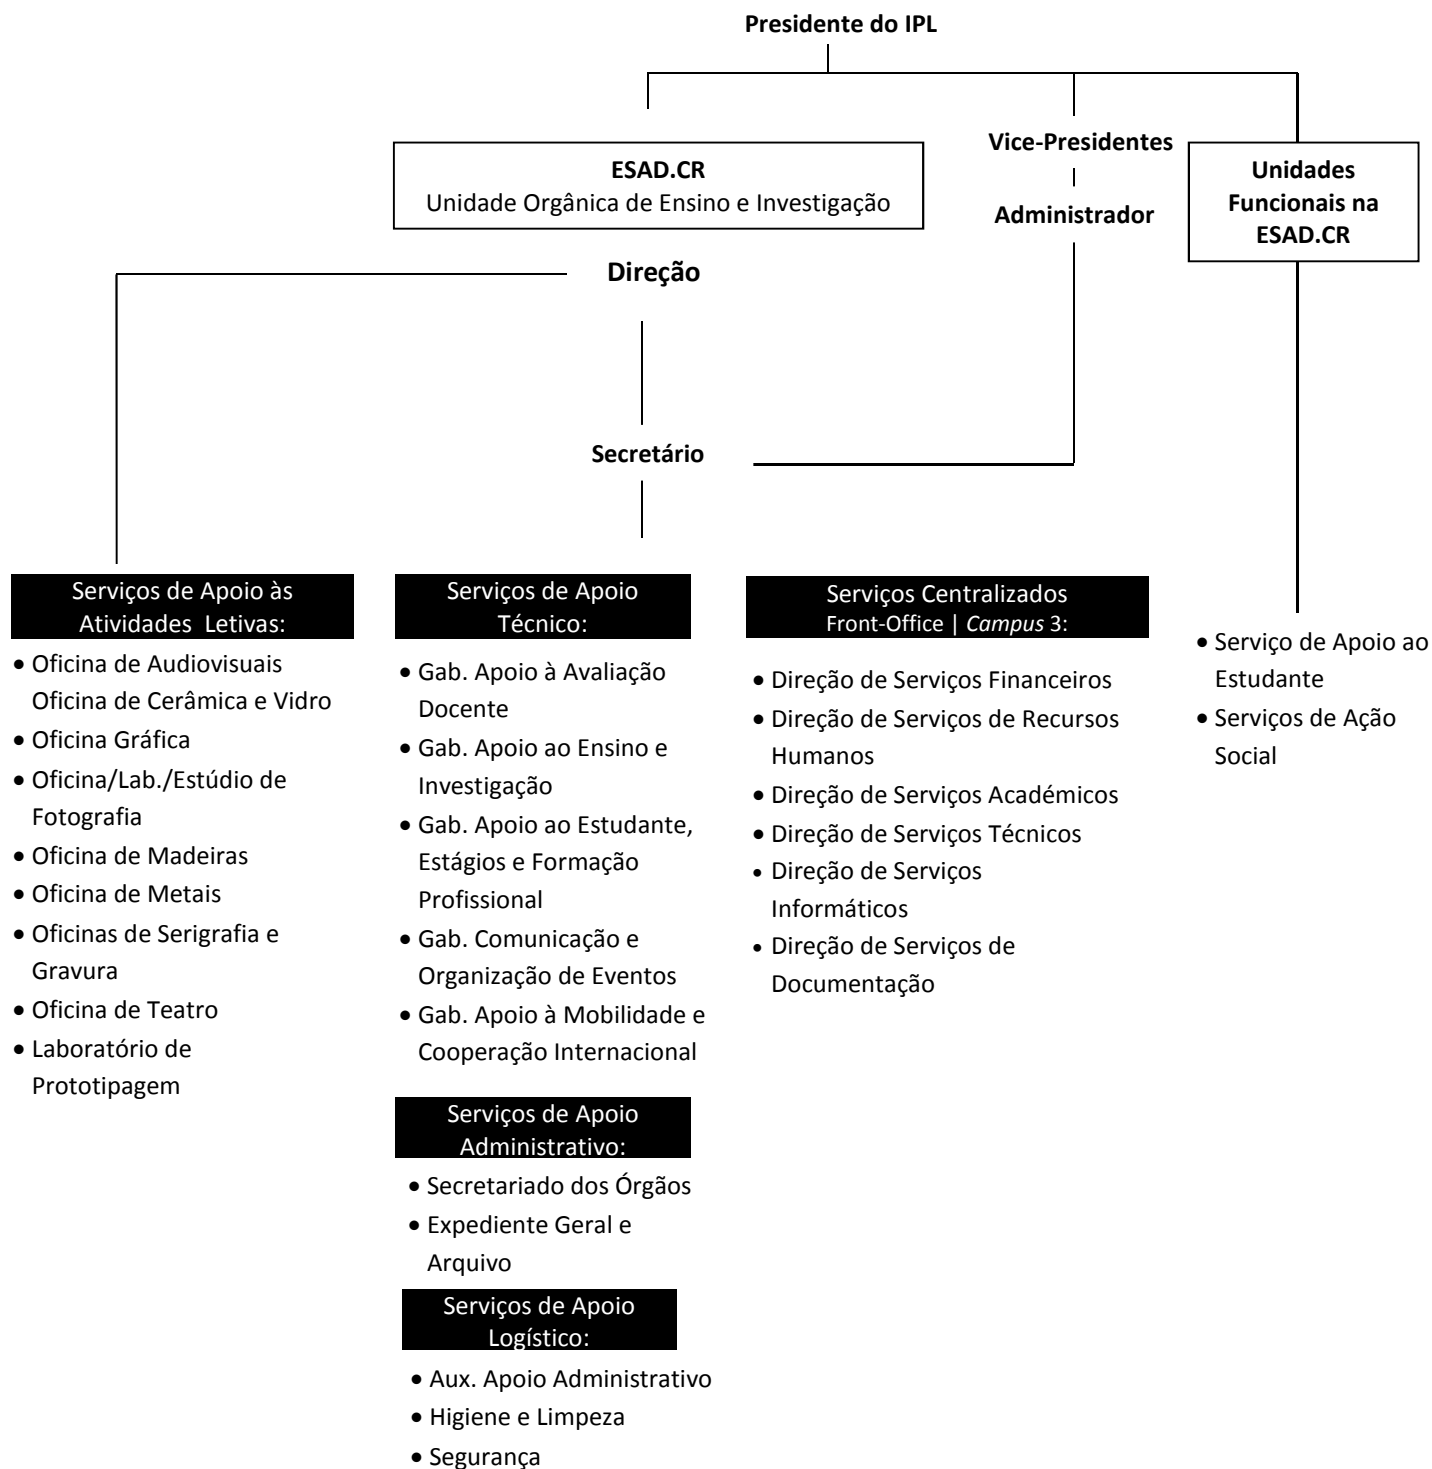 Presidente do IPL
ESAD.CR
Unidade Orgânica de Ensino e Investigação
Vice-Presidentes
Administrador
Unidades
Funcionais na
ESAD.CR
Direção
Secretário
Serviços de Apoio às
Atividades Letivas:
• Oficina de Audiovisuais
Oficina de Cerâmica e Vidro
• Oficina Gráfica
• Oficina/Lab./Estúdio de
Fotografia
• Oficina de Madeiras
• Oficina de Metais
• Oficinas de Serigrafia e
Gravura
• Oficina de Teatro
• Laboratório de
Prototipagem
Serviços de Apoio
Técnico:
• Gab. Apoio à Avaliação
Docente
• Gab. Apoio ao Ensino e
Investigação
• Gab. Apoio ao Estudante,
Estágios e Formação
Profissional
• Gab. Comunicação e
Organização de Eventos
• Gab. Apoio à Mobilidade e
Cooperação Internacional
Serviços de Apoio
Administrativo:
• Secretariado dos Órgãos
• Expediente Geral e
Arquivo
Serviços de Apoio
Logístico:
• Aux. Apoio Administrativo
• Higiene e Limpeza
• Segurança
Serviços Centralizados
Front-Office | Campus 3:
• Direção de Serviços Financeiros
• Direção de Serviços de Recursos
Humanos
• Direção de Serviços Académicos
• Direção de Serviços Técnicos
• Direção de Serviços
Informáticos
• Direção de Serviços de
Documentação
• Serviço de Apoio ao
Estudante
• Serviços de Ação
Social